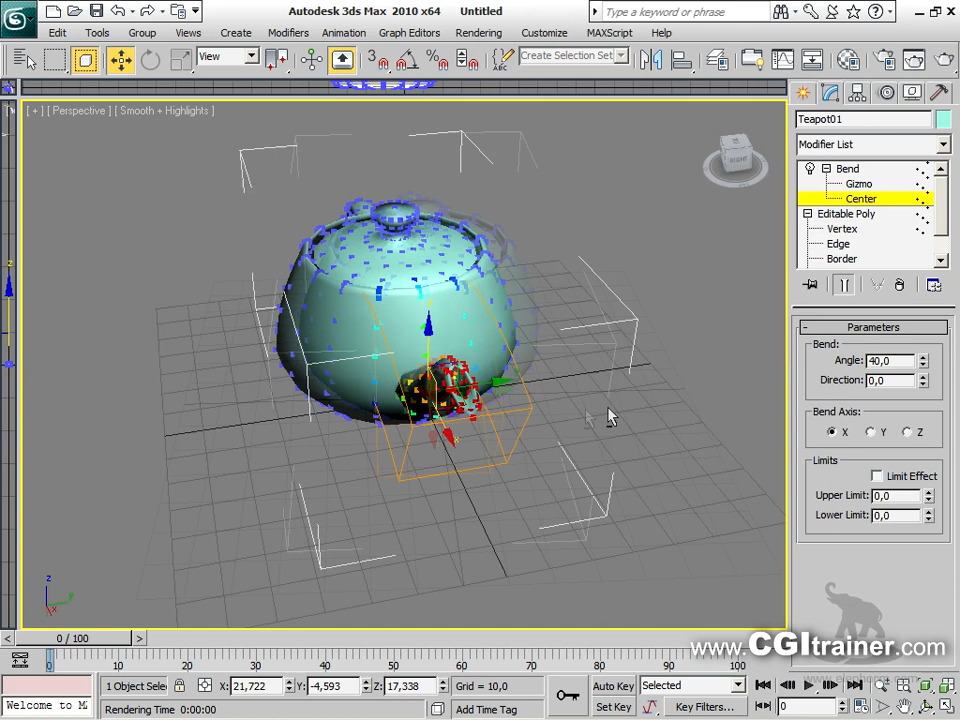 Autodesk 3ds Max 2010 x64 Untitled
Type a keyword or phrase
Edit Tools Group Views Create Modifiers Animation Graph Editors Rendering Customize MAXScript Help
View
3
%
ABC
Create Selection Set
[ + ] [ Perspective ] [ Smooth + Highlights ]
RIGHT
Teapot01
Modifier List
Bend
Gizmo
Center
Editable Poly
Vertex
Edge
Border
Parameters
Bend:
Angle: 40,0
Direction: 0,0
Bend Axis:
X Y Z
Limits
Limit Effect
Upper Limit: 0,0
Lower Limit: 0,0
z
y
x
z
www.CGItrainer.com
< 0 / 100 >
0 10 20 30 40 50 60 70 80 90 100
1 Object Sele
X: 21,722 Y: -4,593 Z: 17,338
Grid = 10,0
Auto Key
Selected
Welcome to M
Rendering Time 0:00:00
Add Time Tag
Set Key
Key Filters...
0